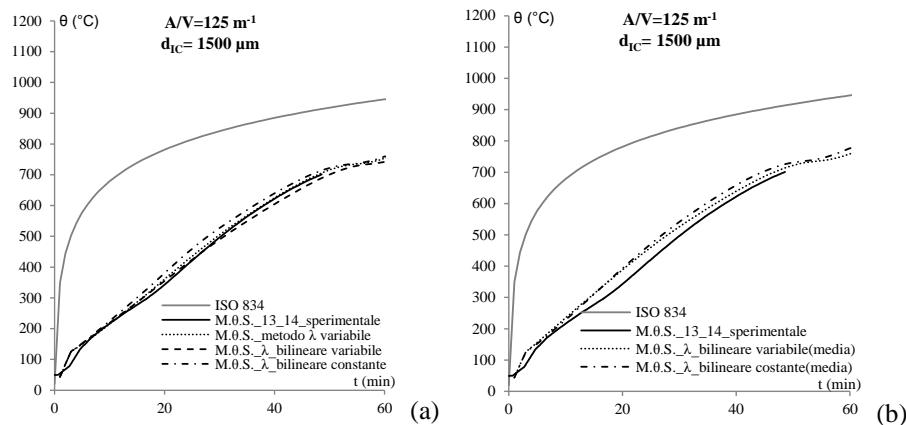 θ (°C)
A/V=125 m⁻¹
d_IC= 1500 µm
1200
1100
1000
900
800
700
600
500
400
300
200
100
0
ISO 834
M.θ.S._13_14_sperimentale
M.θ.S._metodo λ variabile
M.θ.S._λ_bilineare variabile
M.θ.S._λ_bilineare constante
t (min)
0
20
40
60
(a)
θ (°C)
A/V=125 m⁻¹
d_IC= 1500 µm
1200
1100
1000
900
800
700
600
500
400
300
200
100
0
ISO 834
M.θ.S._13_14_sperimentale
M.θ.S._λ_bilineare variabile(media)
M.θ.S._λ_bilineare costante(media)
t (min)
0
20
40
60
(b)